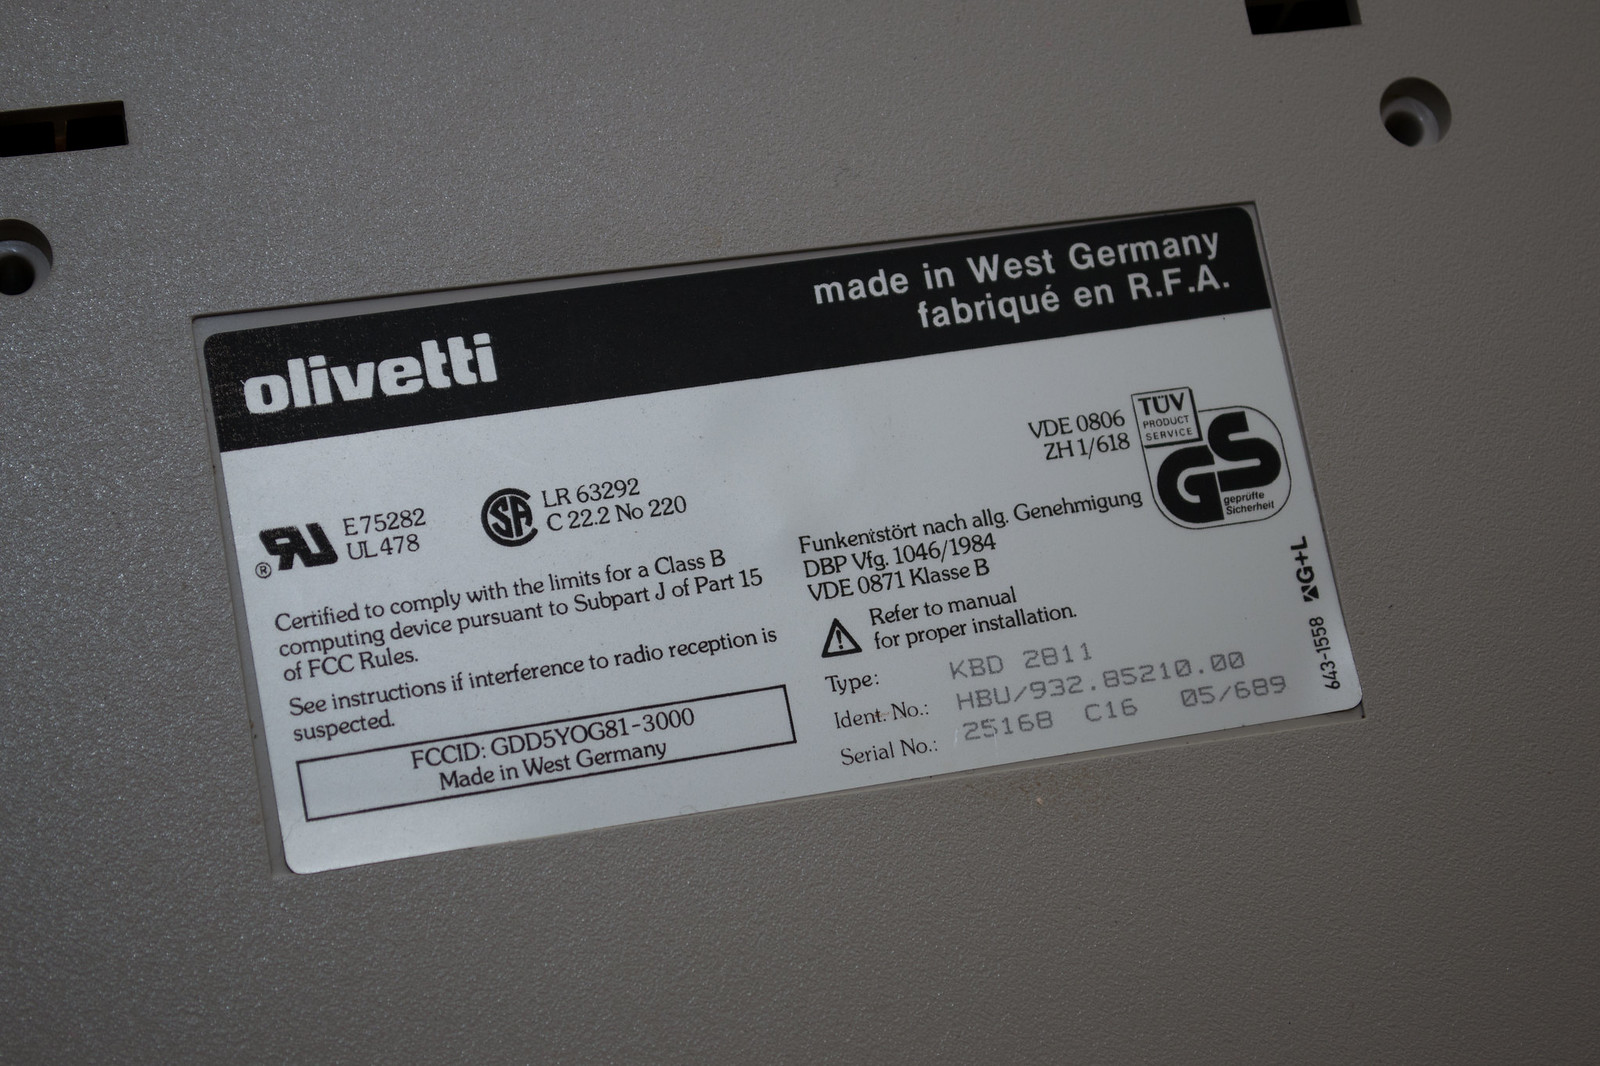 olivetti
made in West Germany
fabriqué en R.F.A.
E 75282
UL 478
®
SA
LR 63292
C 22.2 No 220
Certified to comply with the limits for a Class B
computing device pursuant to Subpart J of Part 15
of FCC Rules.
See instructions if interference to radio reception is
suspected.
FCCID: GDD5YOG81-3000
Made in West Germany
VDE 0806
ZH 1/618
TÜV
PRODUCT
SERVICE
GS
geprüfte
Sicherheit
Funkentstört nach allg. Genehmigung
DBP Vfg. 1046/1984
VDE 0871 Klasse B
Refer to manual
for proper installation.
Type: KBD 2811
Ident. No.: HBU/932.85210.00
Serial No.: 25168 C16 05/689
643-1558 G+L